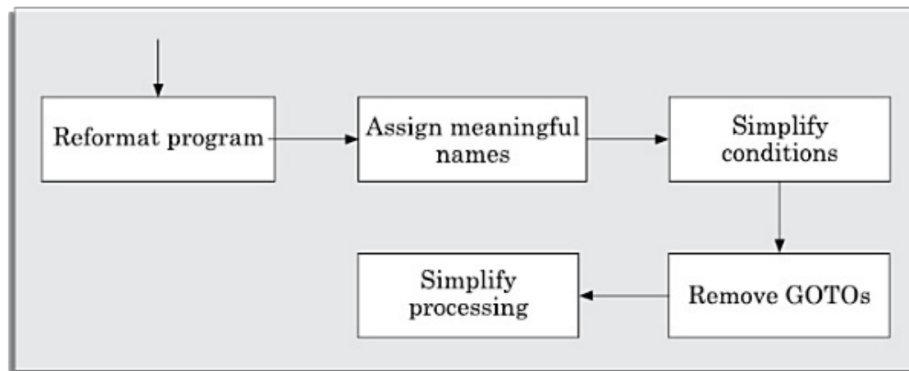 Reformat program
Assign meaningful
names
Simplify
conditions
Simplify
processing
Remove GOTOs